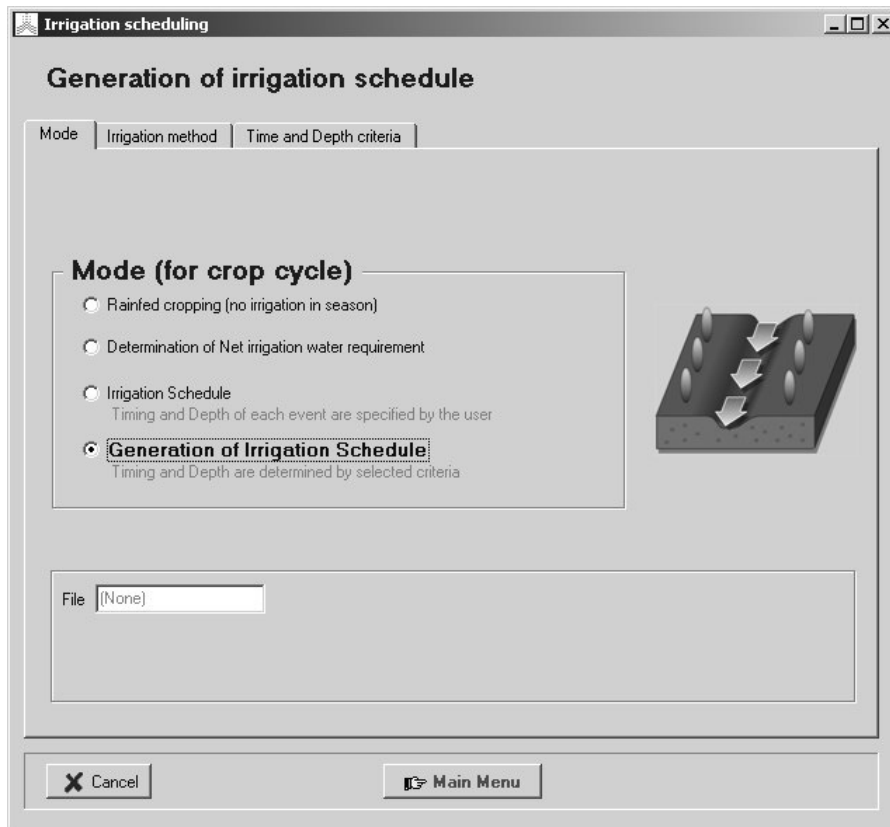 Irrigation scheduling
Generation of irrigation schedule
Mode
Irrigation method
Time and Depth criteria
Mode (for crop cycle)
Rainfed cropping (no irrigation in season)
Determination of Net irrigation water requirement
Irrigation Schedule
Timing and Depth of each event are specified by the user
Generation of Irrigation Schedule
Timing and Depth are determined by selected criteria
File (None)
Cancel
Main Menu